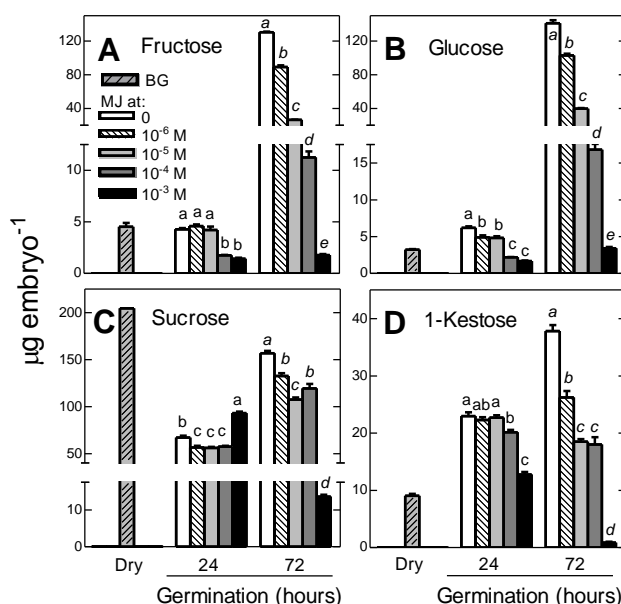 A Fructose
BG
MJ at:
0
10⁻⁶ M
10⁻⁵ M
10⁻⁴ M
10⁻³ M
120
80
40
10
5
0
a a a b b
a b c d e
B Glucose
120
80
40
15
10
5
0
a b b c c
a b c d e
µg embryo⁻¹
C Sucrose
200
150
100
50
10
0
b c c c a
a b c d
D 1-Kestose
40
30
20
10
0
a ab a b c
a b c c d
Dry 24 72
Germination (hours)
Dry 24 72
Germination (hours)